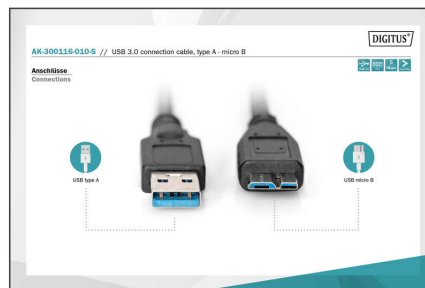 DIGITUS®
AK-300116-010-S // USB 3.0 connection cable, type A - micro B
Anschlüsse
Connections
USB type A
USB micro B